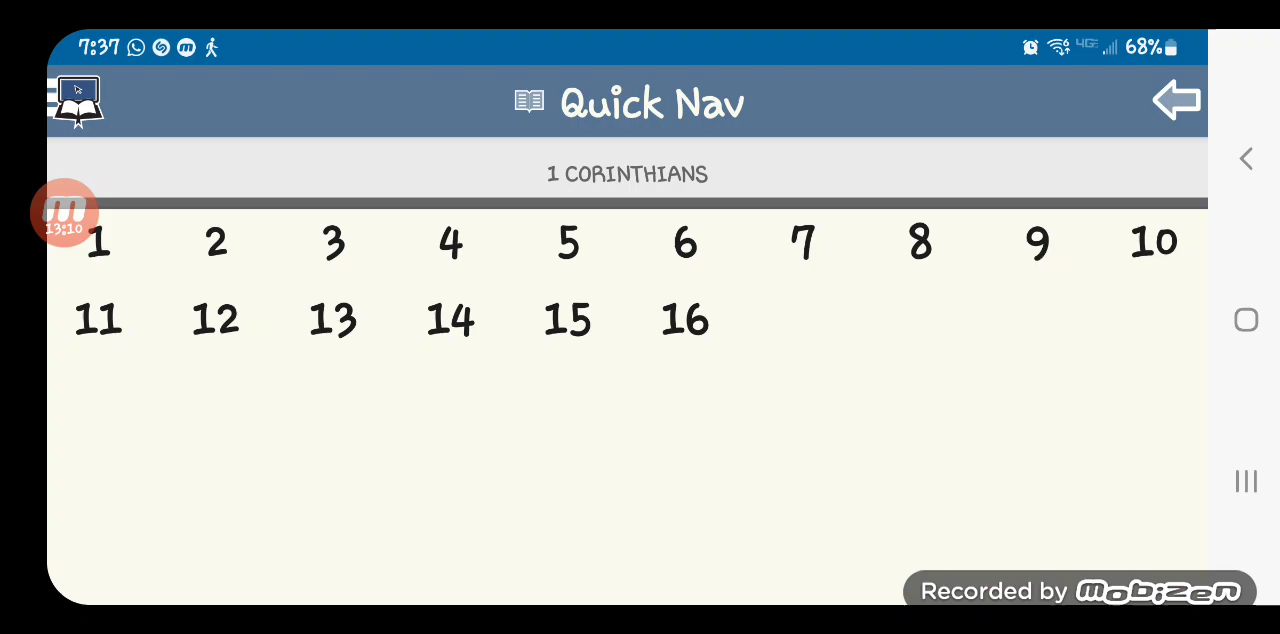 7:37 4GE 68%
Quick Nav
1 CORINTHIANS
m
13:10
1 2 3 4 5 6 7 8 9 10
11 12 13 14 15 16
Recorded by mobizen